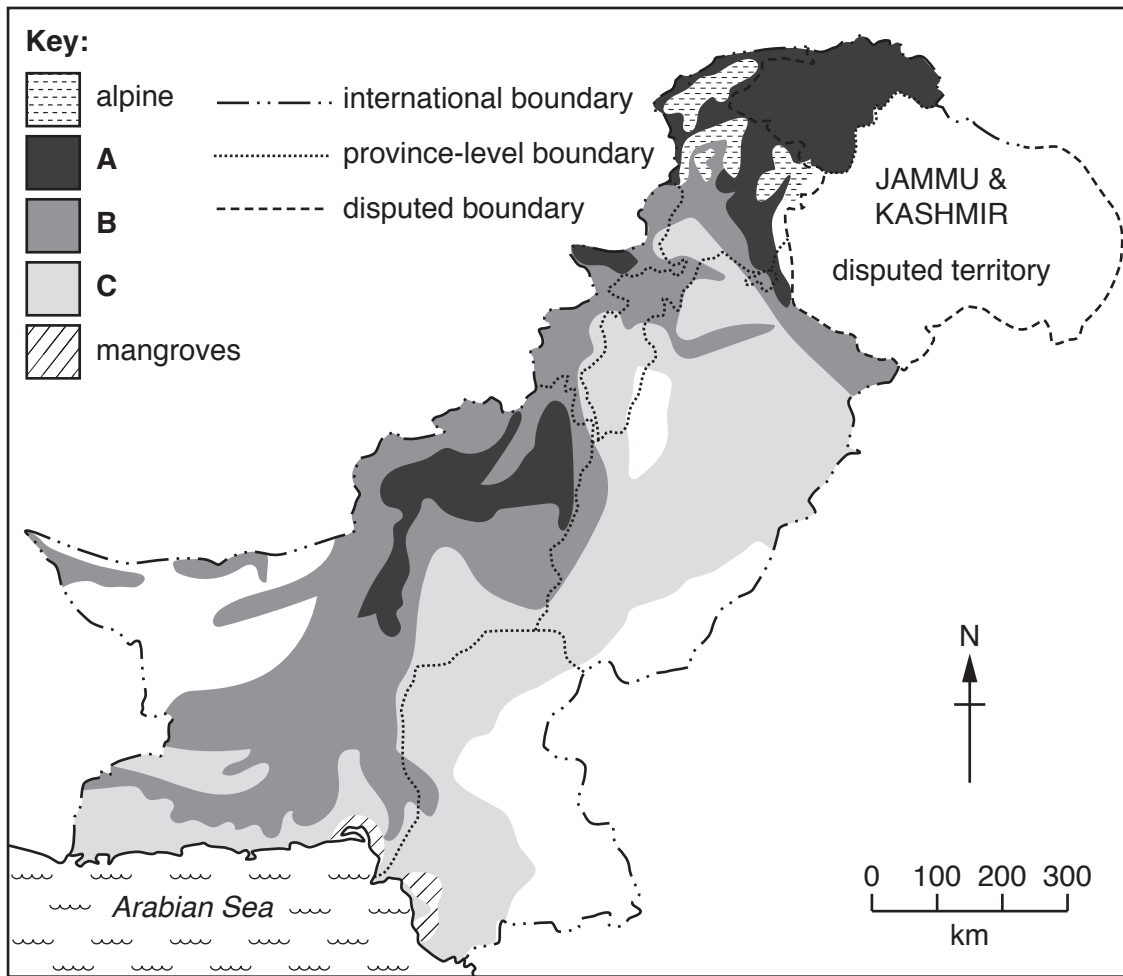 Key:
alpine
A
B
C
mangroves
international boundary
province-level boundary
disputed boundary
JAMMU &
KASHMIR
disputed territory
N
0 100 200 300
km
Arabian Sea